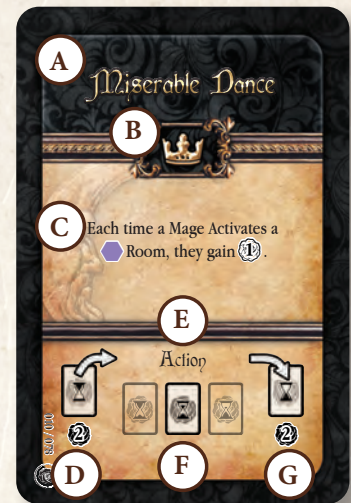 A
Miserable Dance
B
C
Each time a Mage Activates a
Room, they gain 1 .
E
Action
2
2
D
F
G